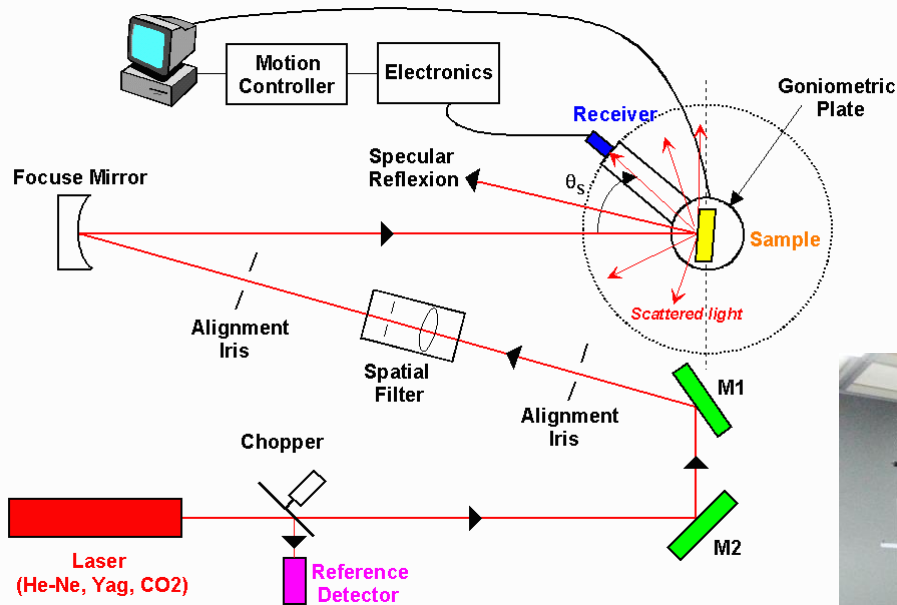 Motion
Controller
Electronics
Goniometric
Plate
Receiver
Specular
Reflexion
θs
Focuse Mirror
Sample
Scattered light
Alignment
Iris
Spatial
Filter
M1
Alignment
Iris
Chopper
M2
Laser
(He-Ne, Yag, CO2)
Reference
Detector